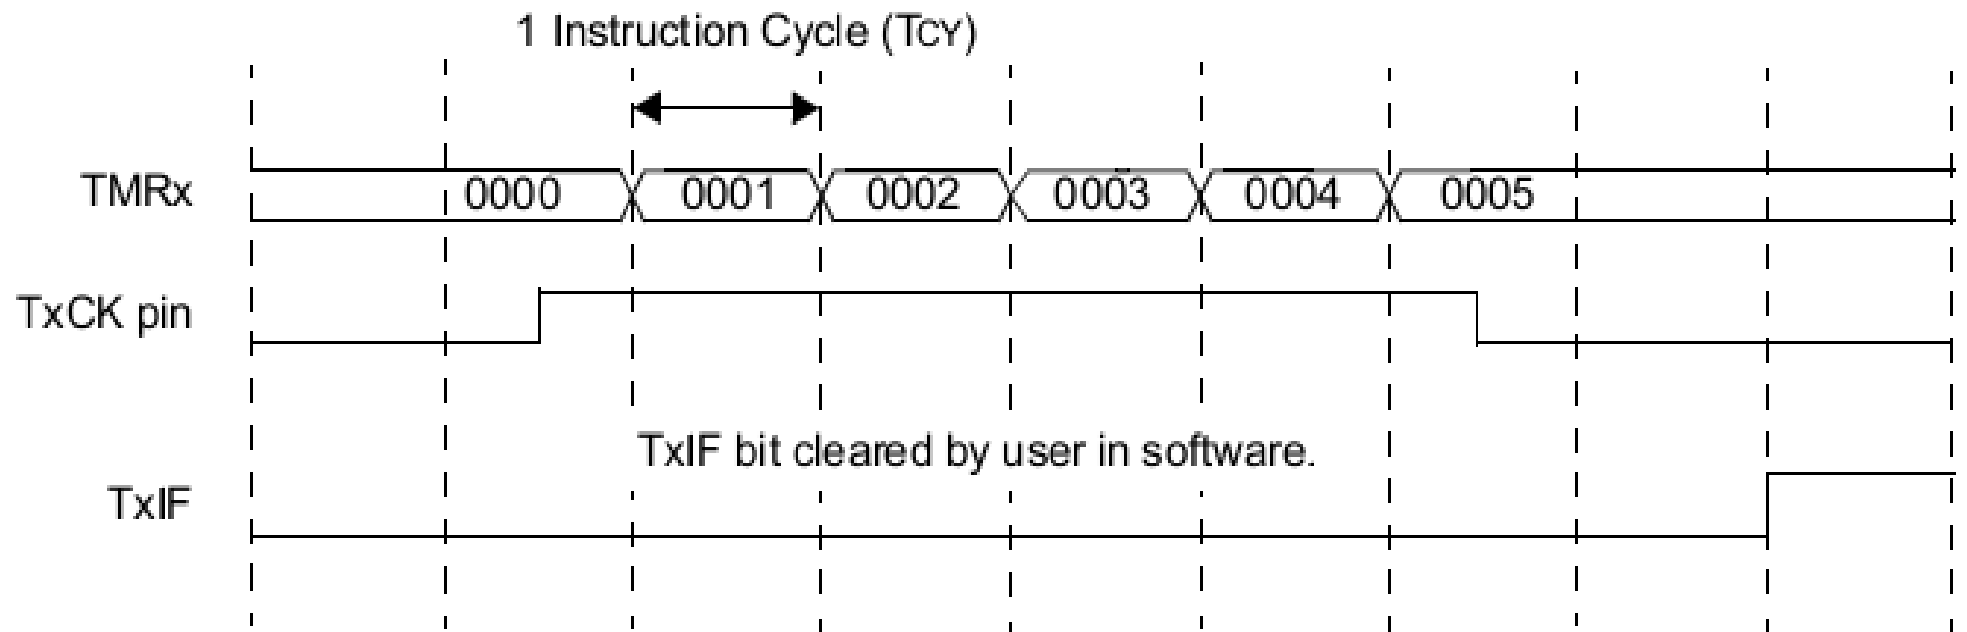 1 Instruction Cycle (TCY)
TMRx 0000 0001 0002 0003 0004 0005
TxCK pin
TxIF bit cleared by user in software.
TxIF